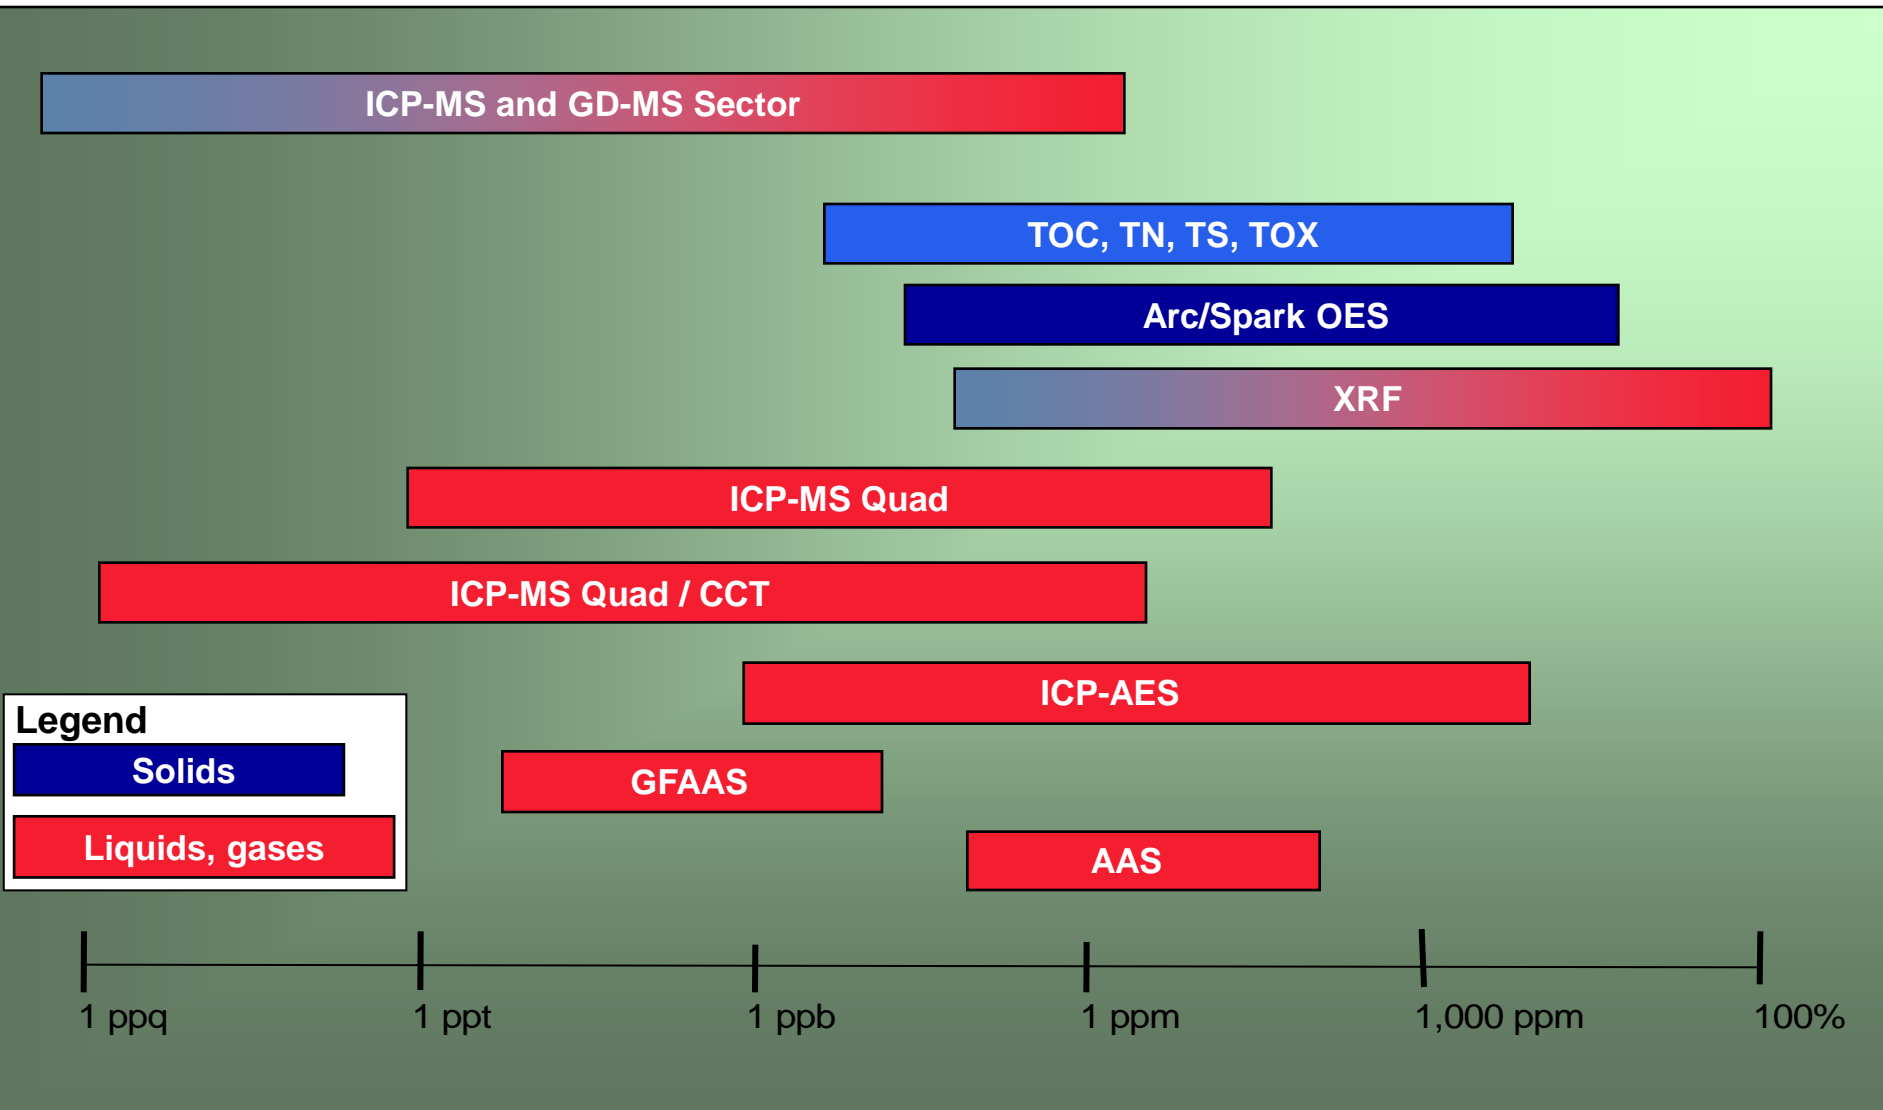 ICP-MS and GD-MS Sector
TOC, TN, TS, TOX
Arc/Spark OES
XRF
ICP-MS Quad
ICP-MS Quad / CCT
ICP-AES
Legend
Solids
GFAAS
Liquids, gases
AAS
1 ppq
1 ppt
1 ppb
1 ppm
1,000 ppm
100%